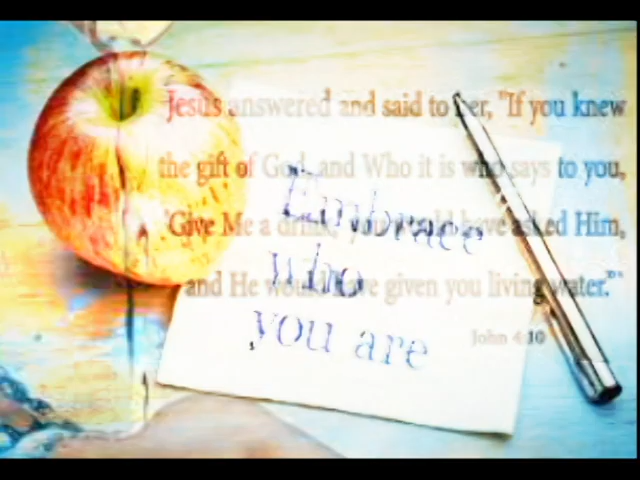 Jesus answered and said to her, "If you knew
the gift of God, and Who it is who says to you,
'Give Me a drink,' you would have asked Him,
and He would have given you living water."
John 4:10
Embrace
who
you are